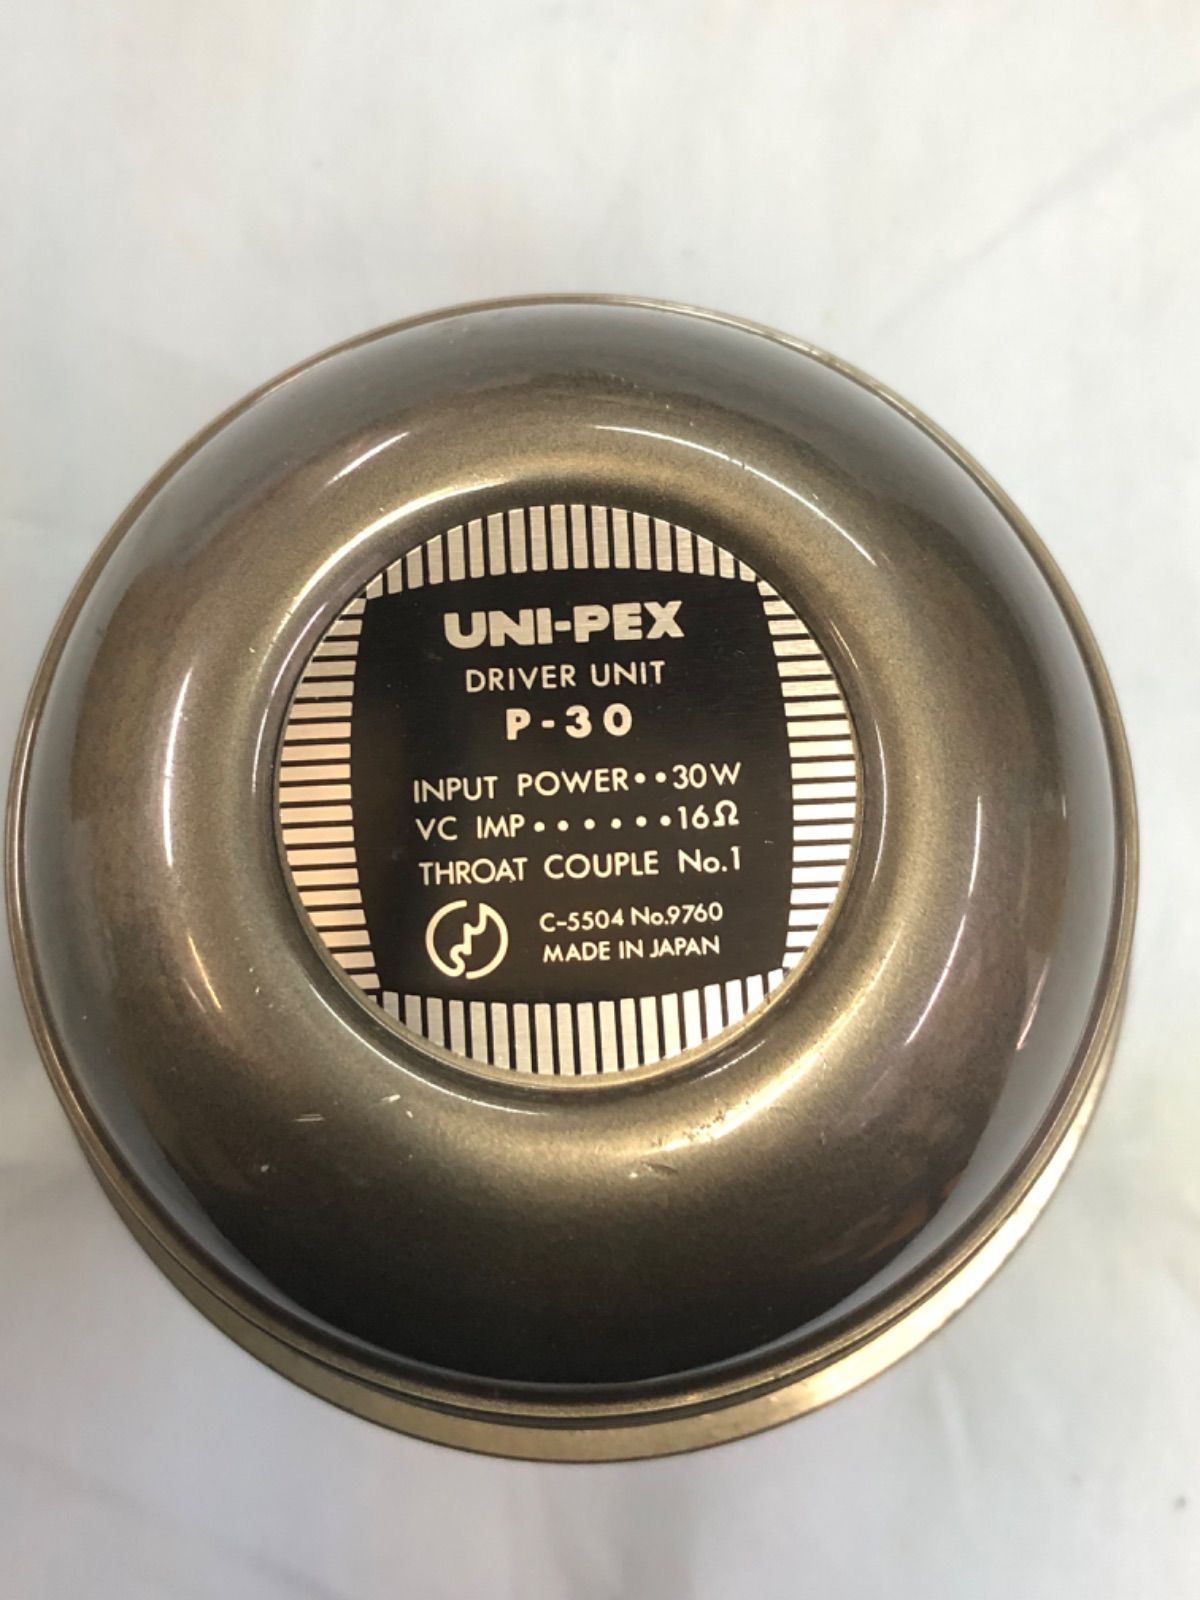 UNI-PEX
DRIVER UNIT
P-30
INPUT POWER••30W
VC IMP••••••16Ω
THROAT COUPLE No.1
C-5504 No.9760
MADE IN JAPAN